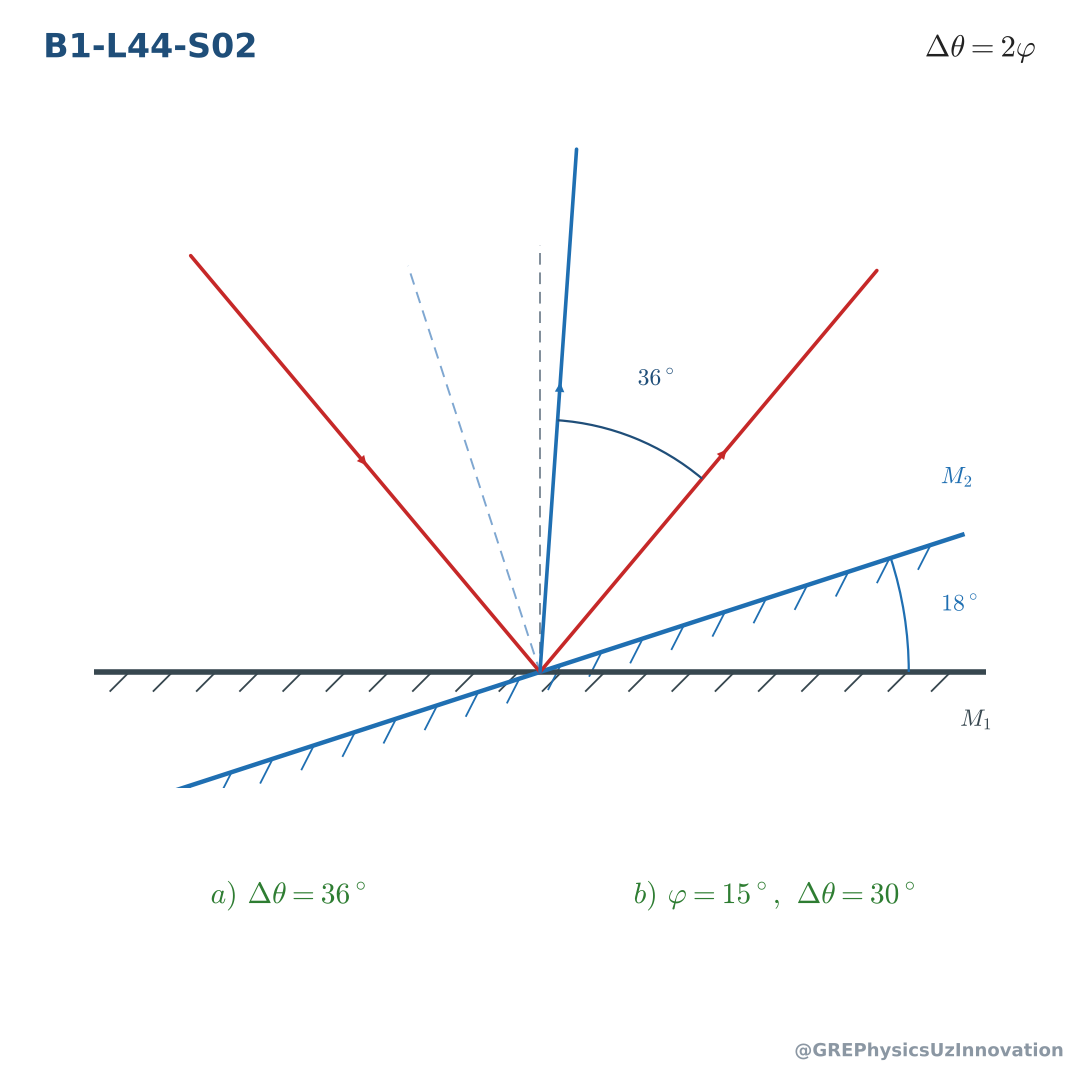 B1-L44-S02
Δθ = 2φ
36°
M₂
18°
M₁
a) Δθ = 36°
b) φ = 15°, Δθ = 30°
@GREPhysicsUzInnovation